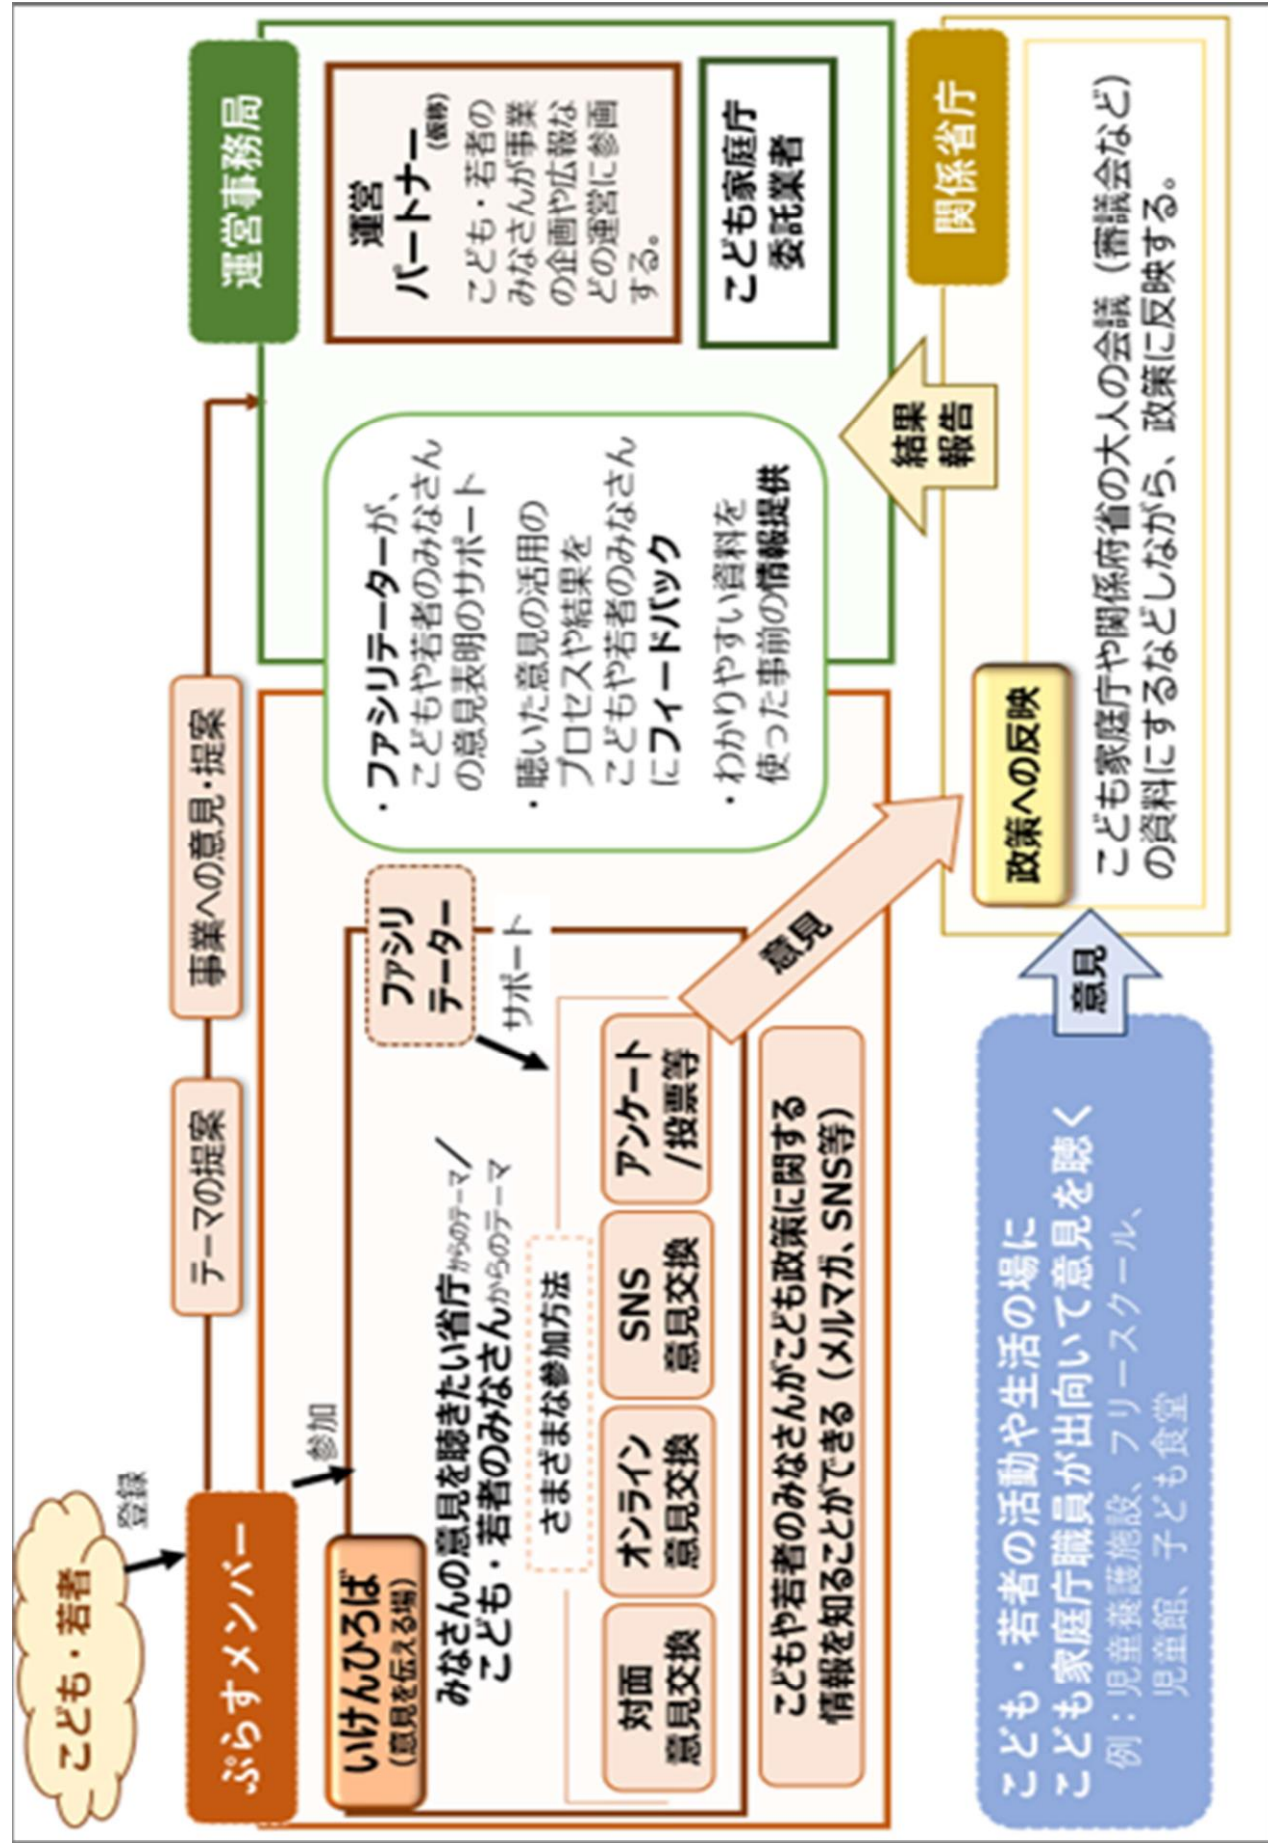 こども・若者
登録
ぷらすメンバー
テーマの提案
事業への意見・提案
運営事務局
参加
いけんひろば
(意見を伝える場)
みなさんの意見を聴きたい省庁からのテーマ/
こども・若者のみなさんからのテーマ
ファシリ
テーター
サポート
さまざまな参加方法
対面
意見交換
オンライン
意見交換
SNS
意見交換
アンケート
/投票等
こどもや若者のみなさんがこども政策に関する
情報を知ることができる(メルマガ、SNS等)
意見
・ファシリテーターが、
こどもや若者のみなさん
の意見表明のサポート
・聴いた意見の活用の
プロセスや結果を
こどもや若者のみなさん
にフィードバック
・わかりやすい資料を
使った事前の情報提供
運営
パートナー
(仮称)
こども・若者の
みなさんが事業
の企画や広報な
どの運営に参画
する。
こども家庭庁
委託業者
結果
報告
関係省庁
こども・若者の活動や生活の場に
こども家庭庁職員が出向いて意見を聴く
例:児童養護施設、フリースクール、
児童館、子ども食堂
意見
政策への反映
こども家庭庁や関係府省の大人の会議(審議会など)
の資料にするなどしながら、政策に反映する。